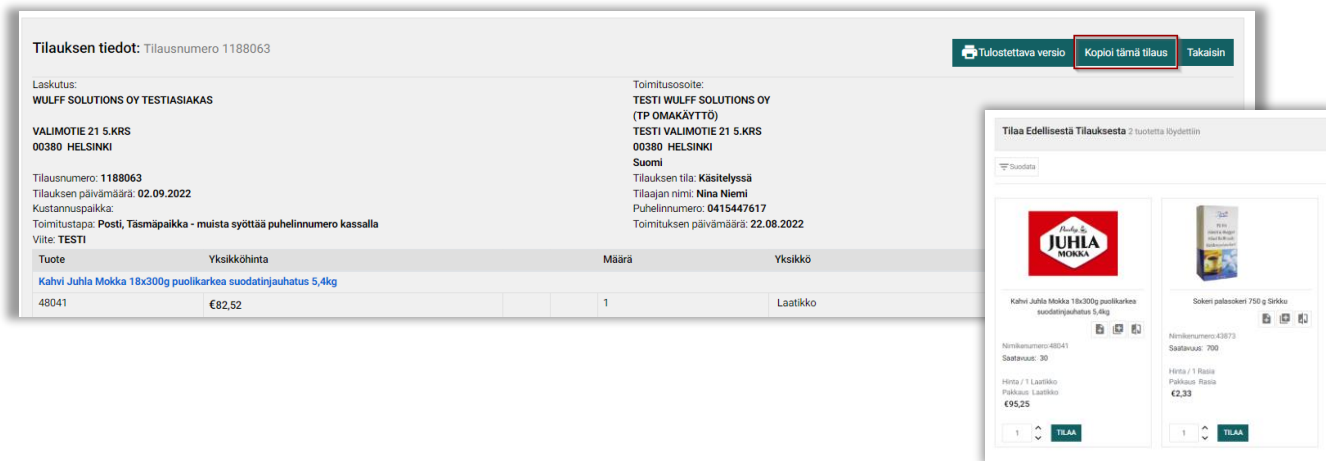 Tilauksen tiedot: Tilausnumero 1188063
Tulostettava versio
Kopioi tämä tilaus
Takaisin
Laskutus:
WULFF SOLUTIONS OY TESTIASIAKAS
VALIMOTIE 21 5.KRS
00380 HELSINKI
Tilausnumero: 1188063
Tilauksen päivämäärä: 02.09.2022
Kustannuspaikka:
Toimitustapa: Posti, Täsmäpaikka - muista syöttää puhelinnumero kassalla
Viite: TESTI
Toimitusosoite:
TESTI WULFF SOLUTIONS OY
(TP OMAKÄYTTÖ)
TESTI VALIMOTIE 21 5.KRS
00380 HELSINKI
Suomi
Tilauksen tila: Käsitelyssä
Tilaajan nimi: Nina Niemi
Puhelinnumero: 0415447617
Toimituksen päivämäärä: 22.08.2022
Tuote Yksikköhinta Määrä Yksikkö
Kahvi Juhla Mokka 18x300g puolikarkea suodatinjauhatus 5,4kg
48041 €82,52 1 Laatikko
Tilaa Edellisestä Tilauksesta 2 tuotetta löydettiin
Suodata
Paulig
JUHLA
MOKKA
Kahvi Juhla Mokka 18x300g puolikarkea
suodatinjauhatus 5,4kg
Nimikenumero:48041
Saatavuus: 30
Hinta / 1 Laatikko
Pakkaus Laatikko
€95,25
1 TILAA
Sokeri palasokeri 750 g Sirkku
Nimikenumero:43873
Saatavuus: 700
Hinta / 1 Rasia
Pakkaus Rasia
€2,33
1 TILAA